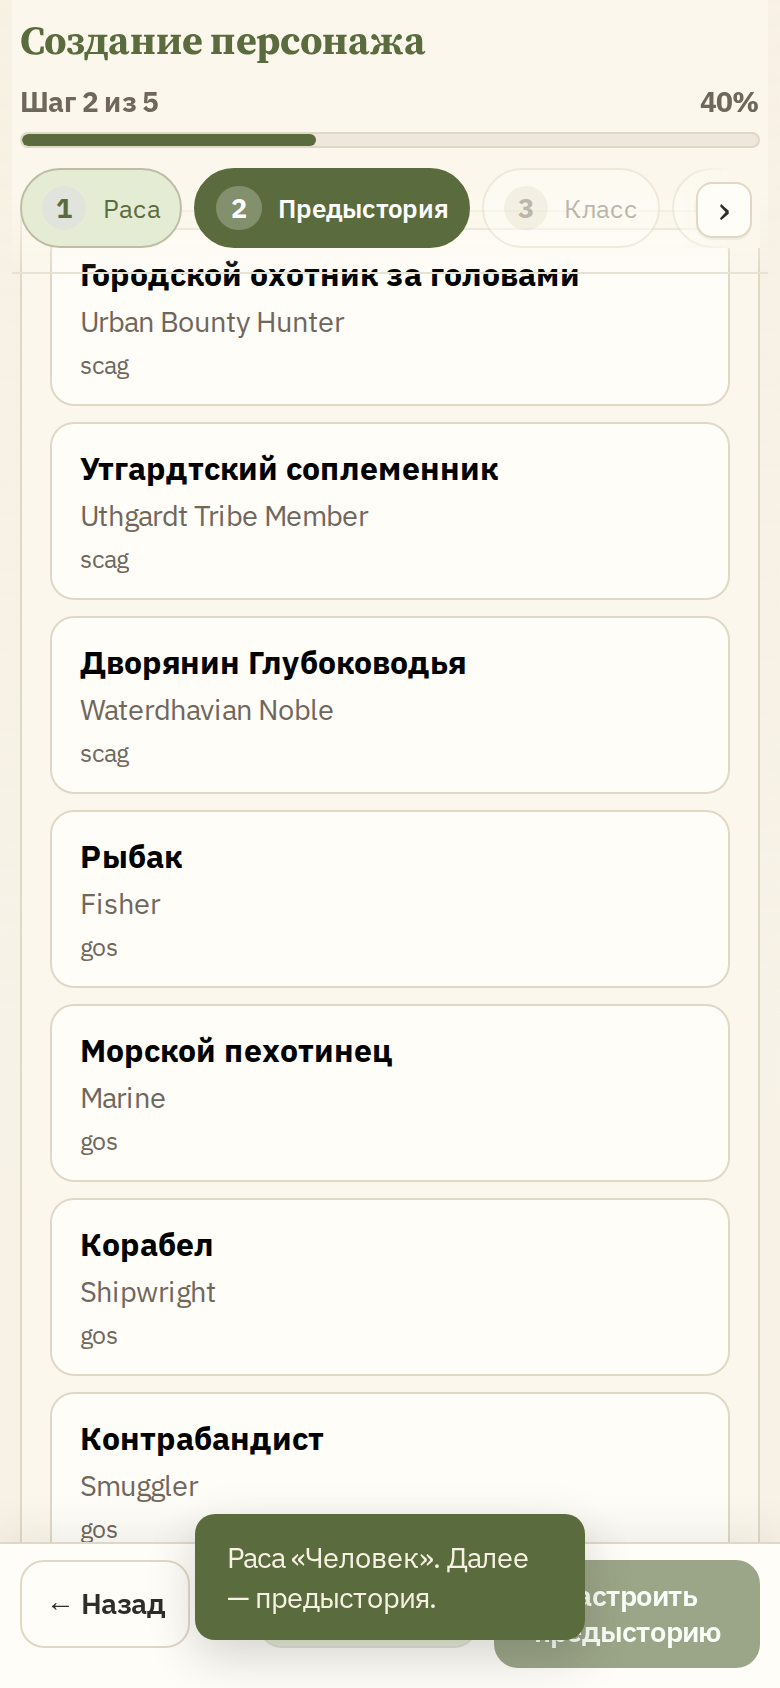 Создание персонажа
Шаг 2 из 5
40%
1 Раса
2 Предыстория
3 Класс
Городской охотник за головами
Urban Bounty Hunter
scag
Утгардтский соплеменник
Uthgardt Tribe Member
scag
Дворянин Глубоководья
Waterdhavian Noble
scag
Рыбак
Fisher
gos
Морской пехотинец
Marine
gos
Корабел
Shipwright
gos
Контрабандист
Smuggler
gos
← Назад
Раса «Человек». Далее
— предыстория.
астроить
предысторию